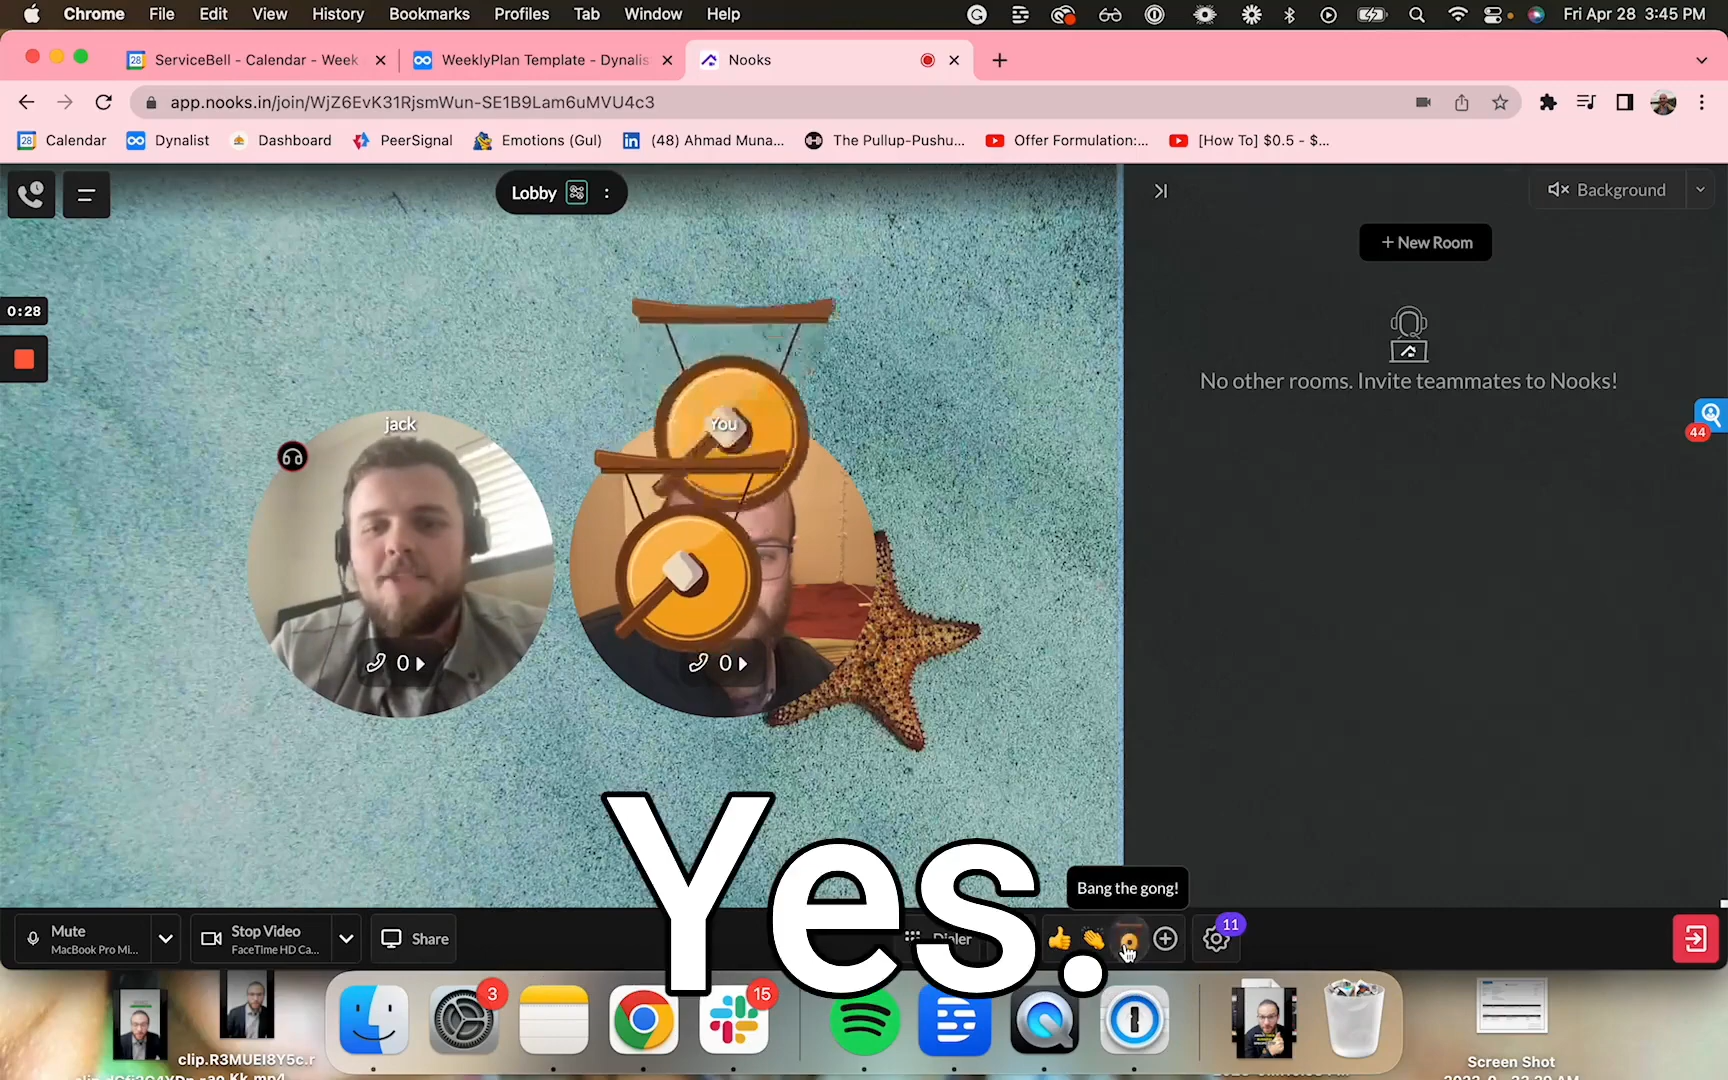 Chrome File Edit View History Bookmarks Profiles Tab Window Help Fri Apr 28 3:45 PM
28 ServiceBell - Calendar - Week WeeklyPlan Template - Dynalis Nooks
app.nooks.in/join/WjZ6EvK31RjsmWun-SE1B9Lam6uMVU4c3
28 Calendar Dynalist Dashboard PeerSignal Emotions (Gul) in (48) Ahmad Muna... The Pullup-Pushu... Offer Formulation:... [How To] $0.5 - $...
Lobby
Background
+ New Room
0:28
No other rooms. Invite teammates to Nooks!
jack
You
44
0
0
Yes.
Bang the gong!
11
Mute
MacBook Pro Mi...
Stop Video
FaceTime HD Ca...
Share
Dialer
3
15
clip.R3MUEI8Y5c.r
Screen Shot